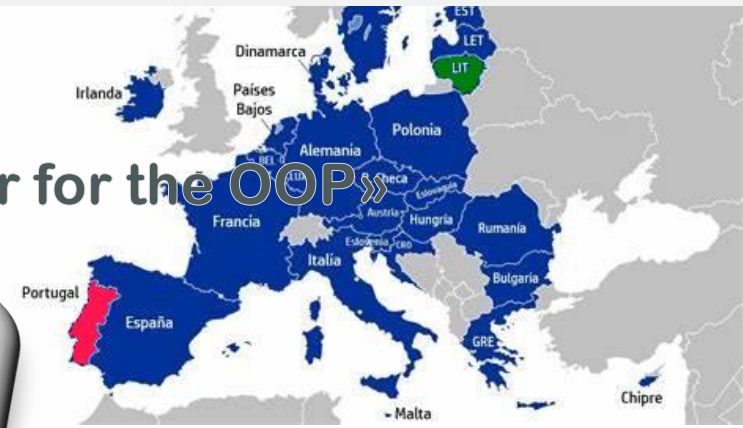 EST
LET
LIT
Dinamarca
Irlanda
Países
Bajos
Polonia
Alemania
BEL
LUX
r for the OOP»
Checa
Eslovaquia
Austria
Hungría
Francia
Rumanía
Eslovenia
CRO
Italia
Bulgaria
Portugal
España
GRE
Chipre
Malta